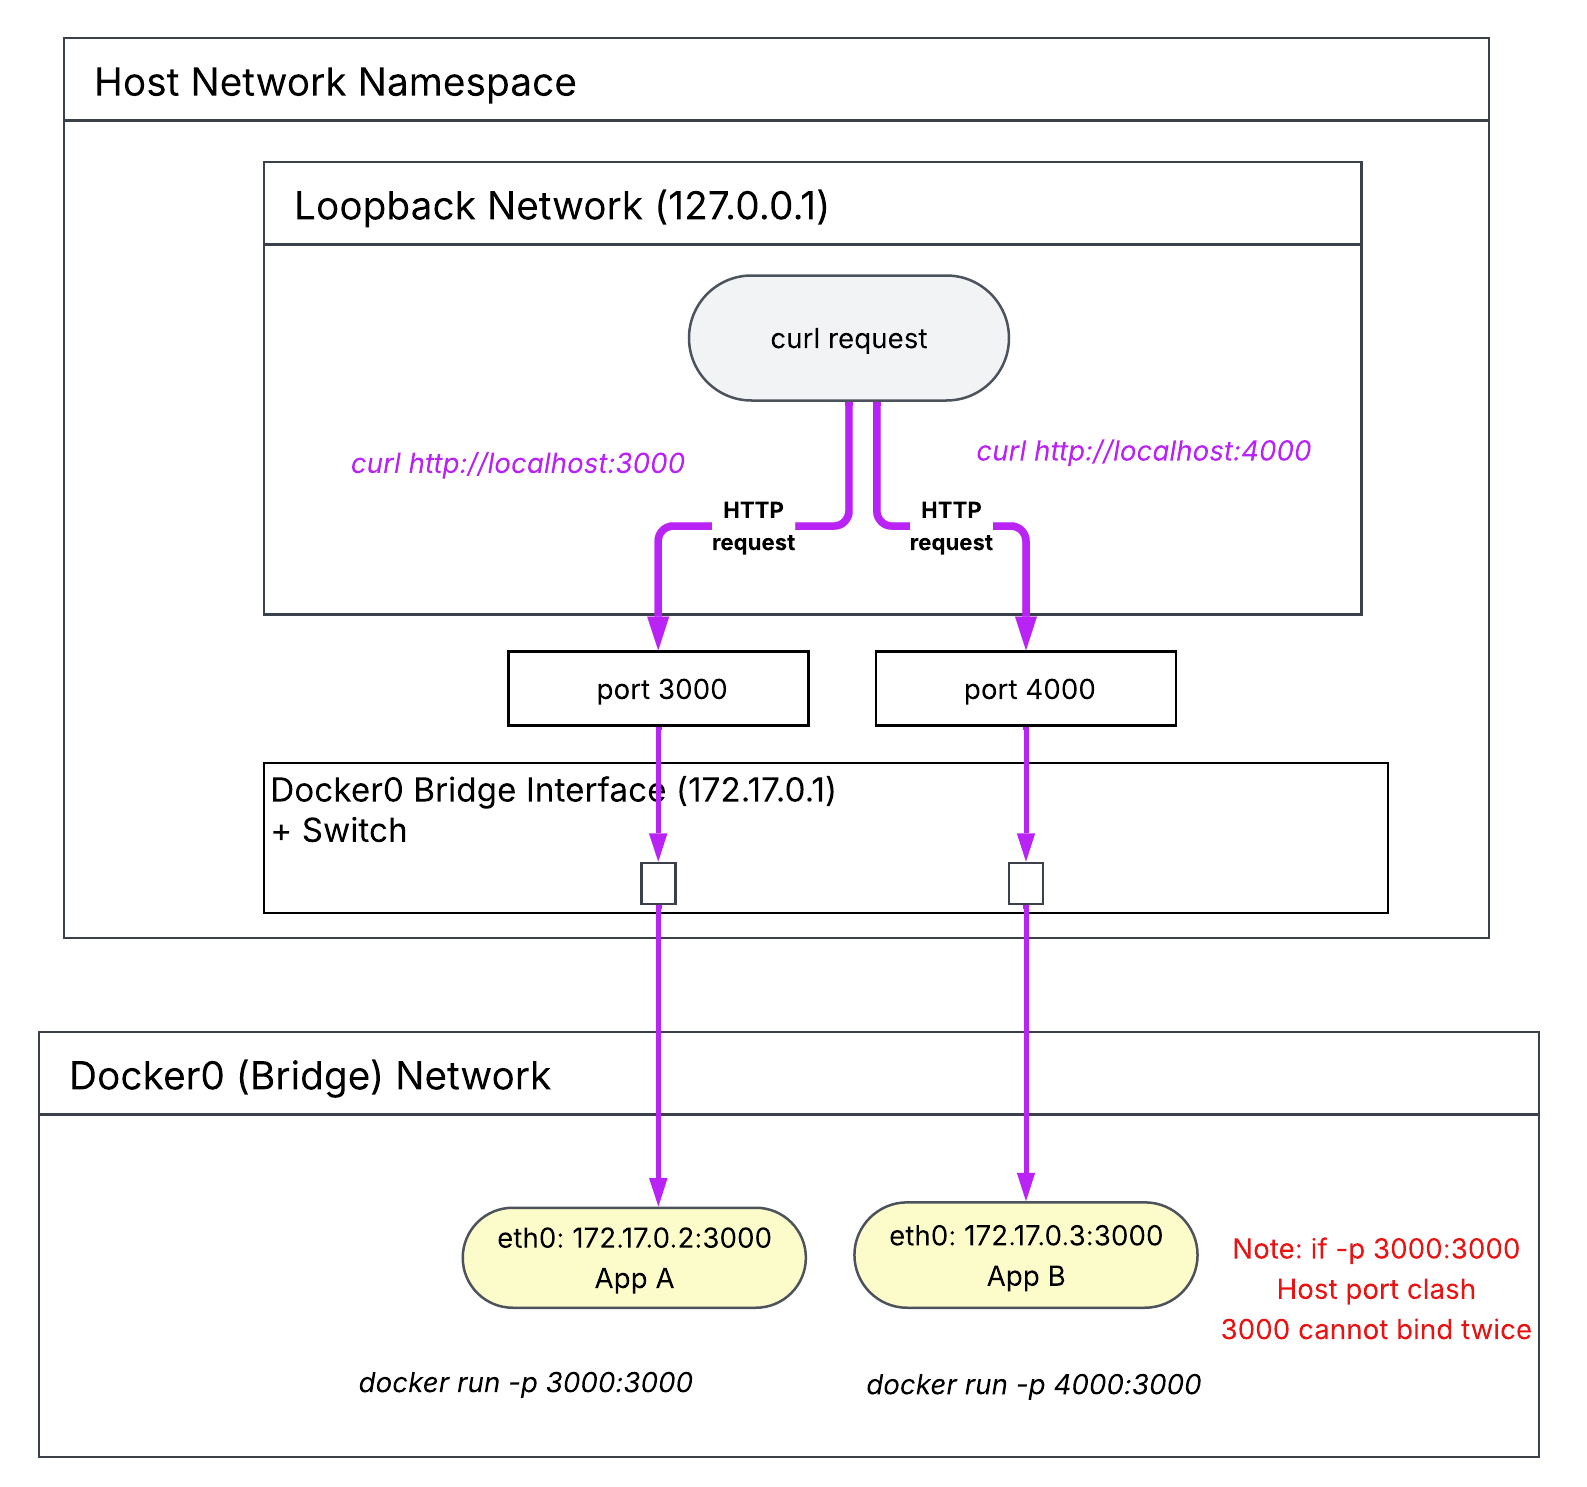 Host Network Namespace
Loopback Network (127.0.0.1)
curl request
curl http://localhost:3000
curl http://localhost:4000
HTTP
request
HTTP
request
port 3000
port 4000
Docker0 Bridge Interface (172.17.0.1)
+ Switch
Docker0 (Bridge) Network
eth0: 172.17.0.2:3000
App A
eth0: 172.17.0.3:3000
App B
Note: if -p 3000:3000
Host port clash
3000 cannot bind twice
docker run -p 3000:3000
docker run -p 4000:3000